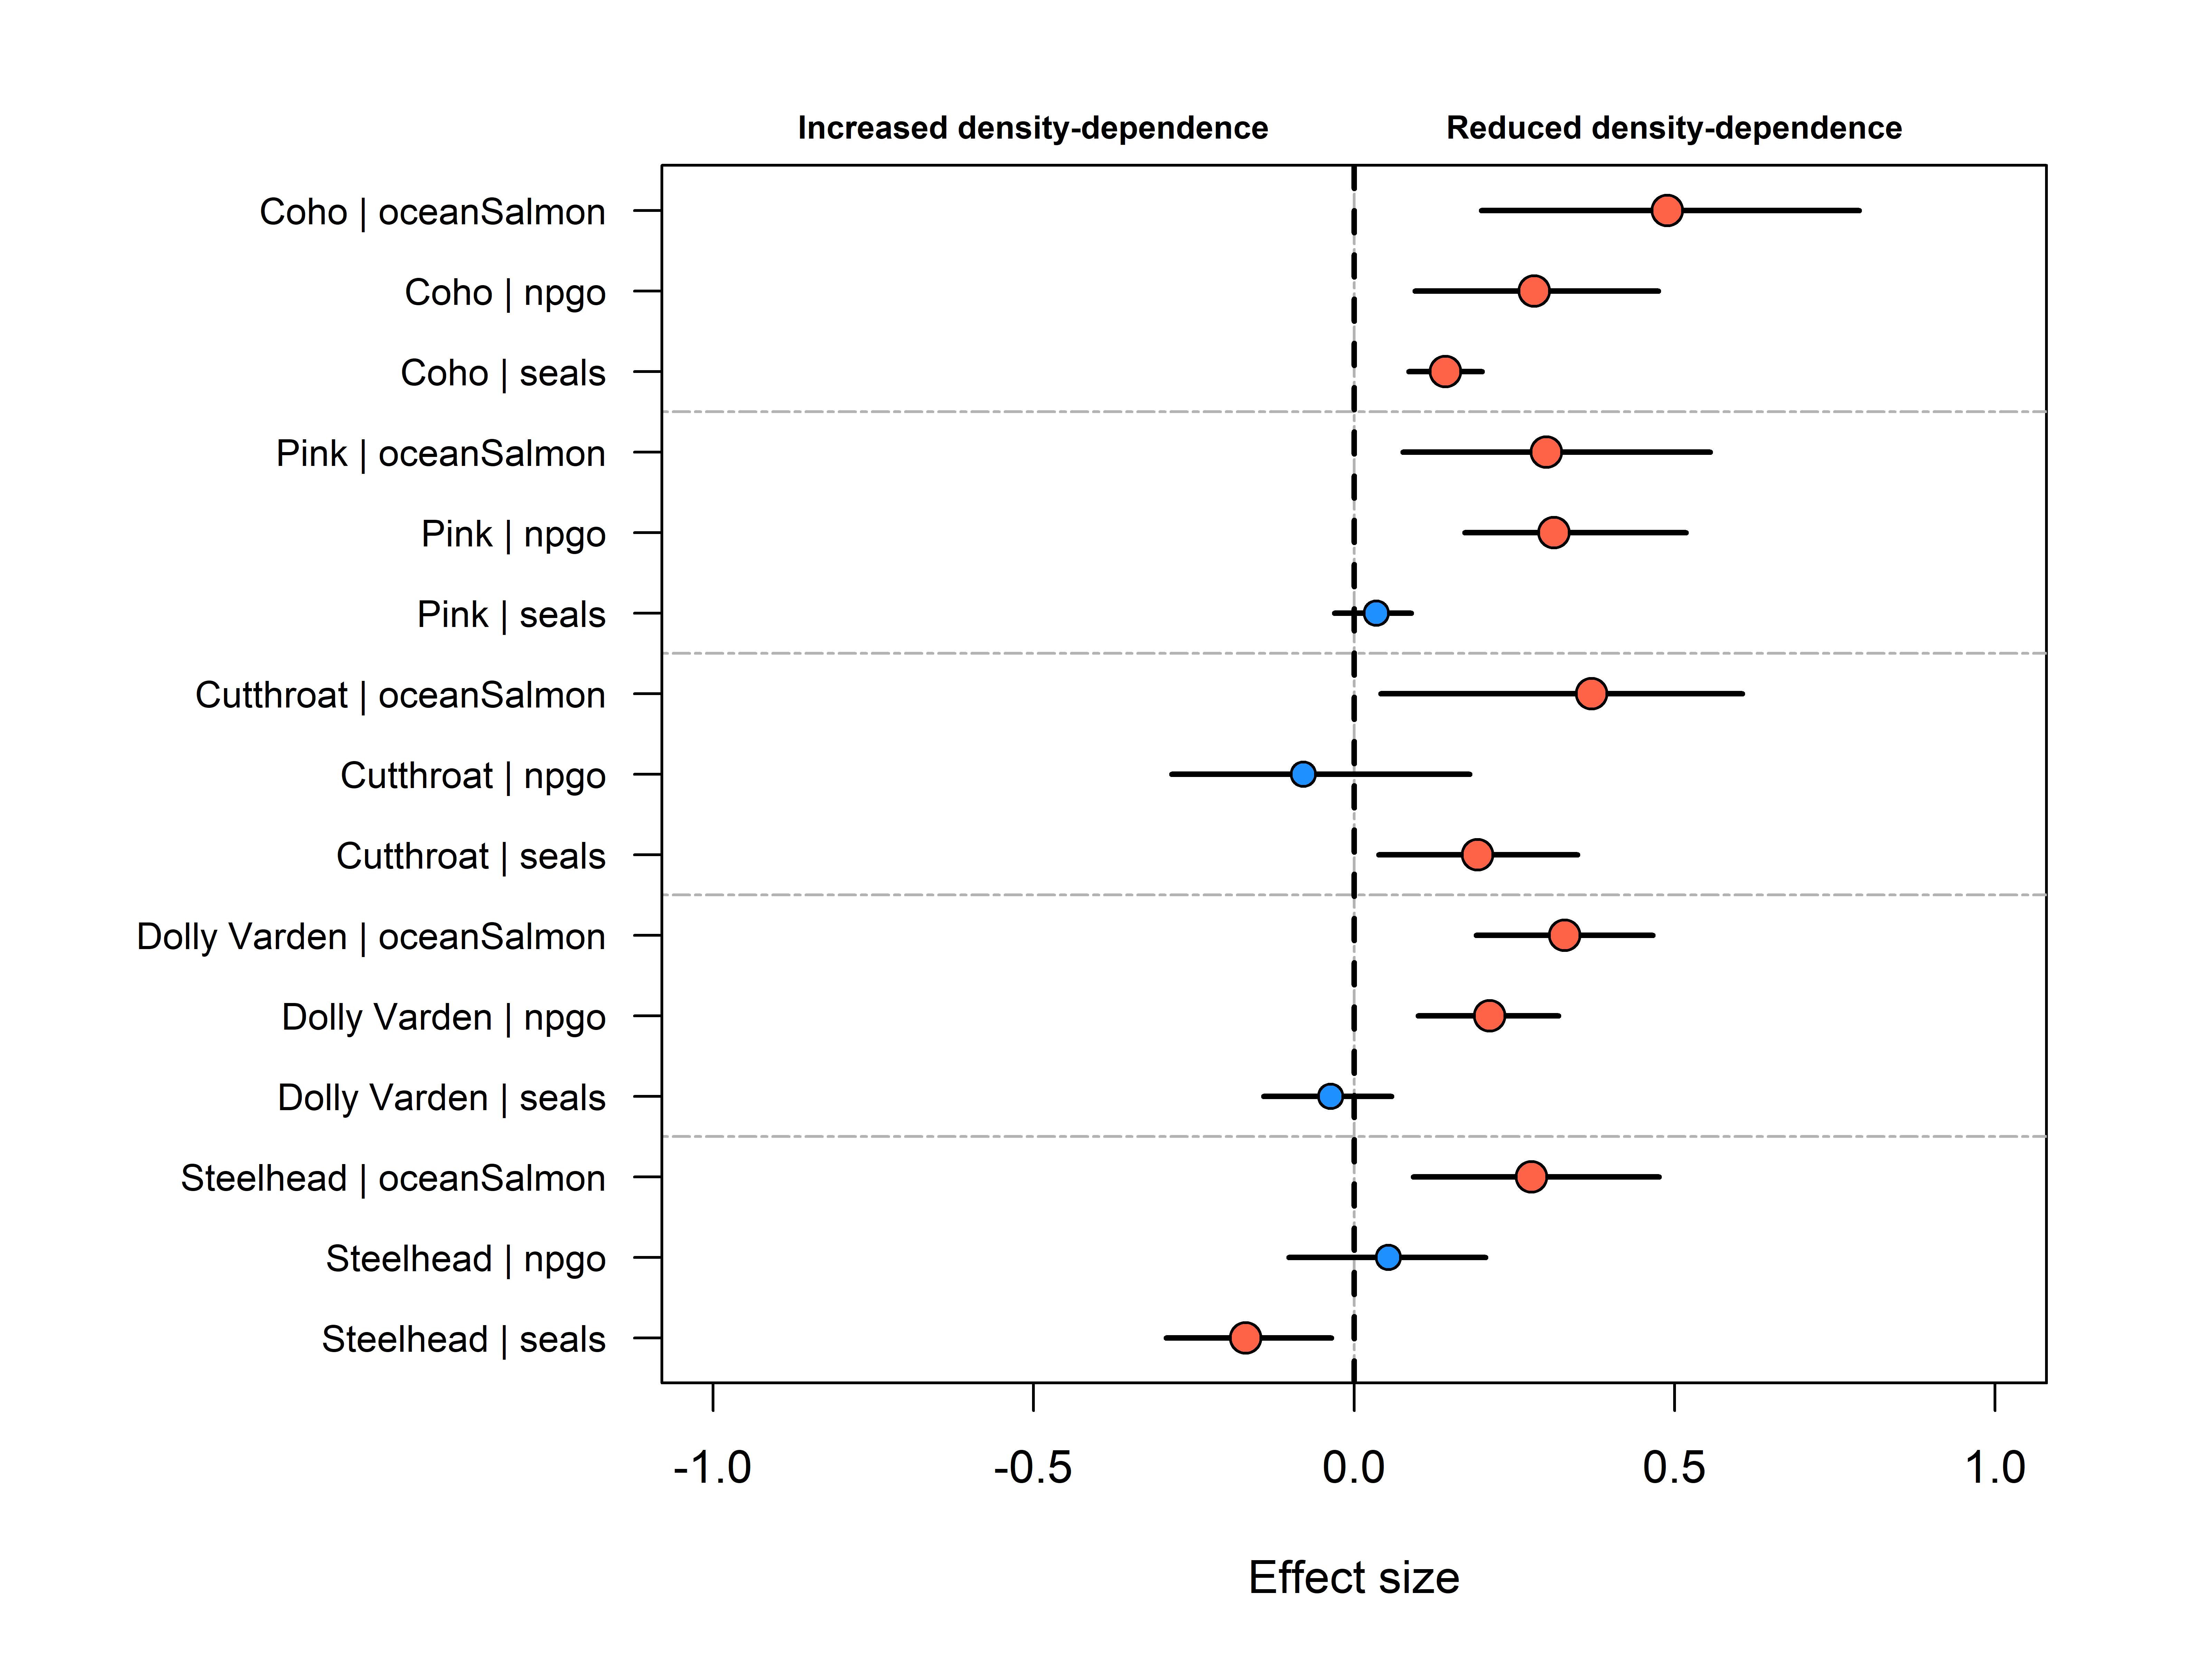 Increased density-dependence Reduced density-dependence
Coho | oceanSalmon
Coho | npgo
Coho | seals
Pink | oceanSalmon
Pink | npgo
Pink | seals
Cutthroat | oceanSalmon
Cutthroat | npgo
Cutthroat | seals
Dolly Varden | oceanSalmon
Dolly Varden | npgo
Dolly Varden | seals
Steelhead | oceanSalmon
Steelhead | npgo
Steelhead | seals
-1.0 -0.5 0.0 0.5 1.0
Effect size